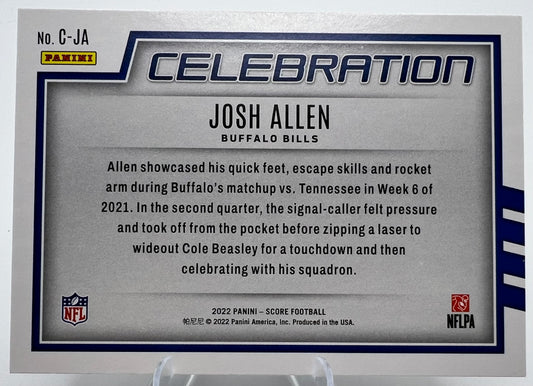 No. C-JA
PANINI
CELEBRATION
JOSH ALLEN
BUFFALO BILLS
Allen showcased his quick feet, escape skills and rocket
arm during Buffalo's matchup vs. Tennessee in Week 6 of
2021. In the second quarter, the signal-caller felt pressure
and took off from the pocket before zipping a laser to
wideout Cole Beasley for a touchdown and then
celebrating with his squadron.
NFL
2022 PANINI – SCORE FOOTBALL
帕尼尼 © 2022 Panini America, Inc. Produced in the USA.
NFLPA